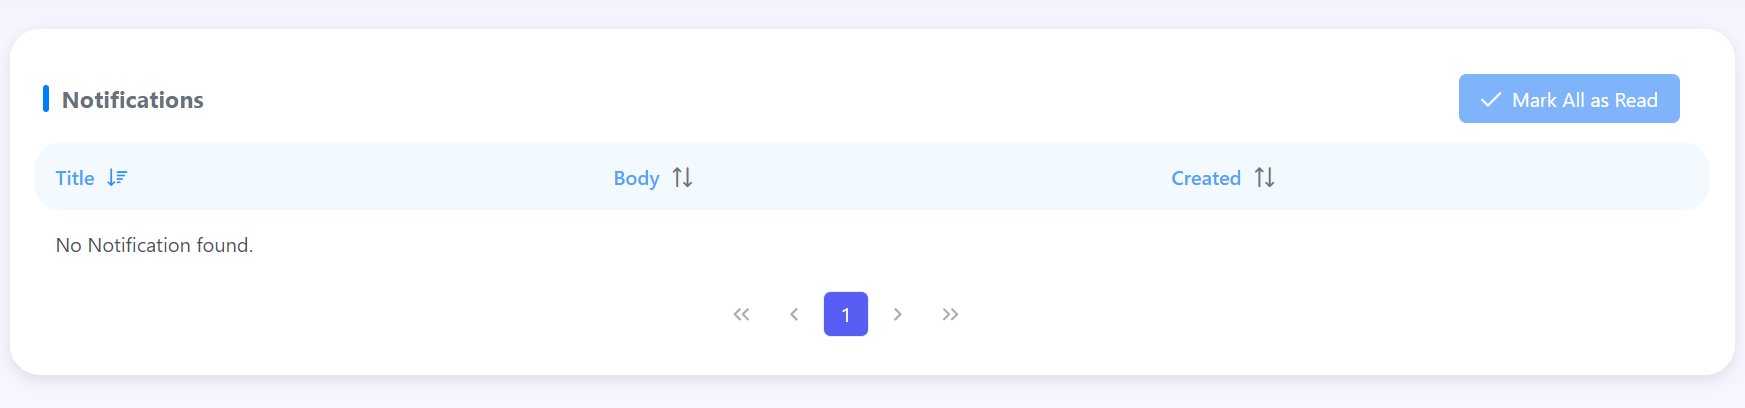 Notifications
Mark All as Read
Title Body Created
No Notification found.
1